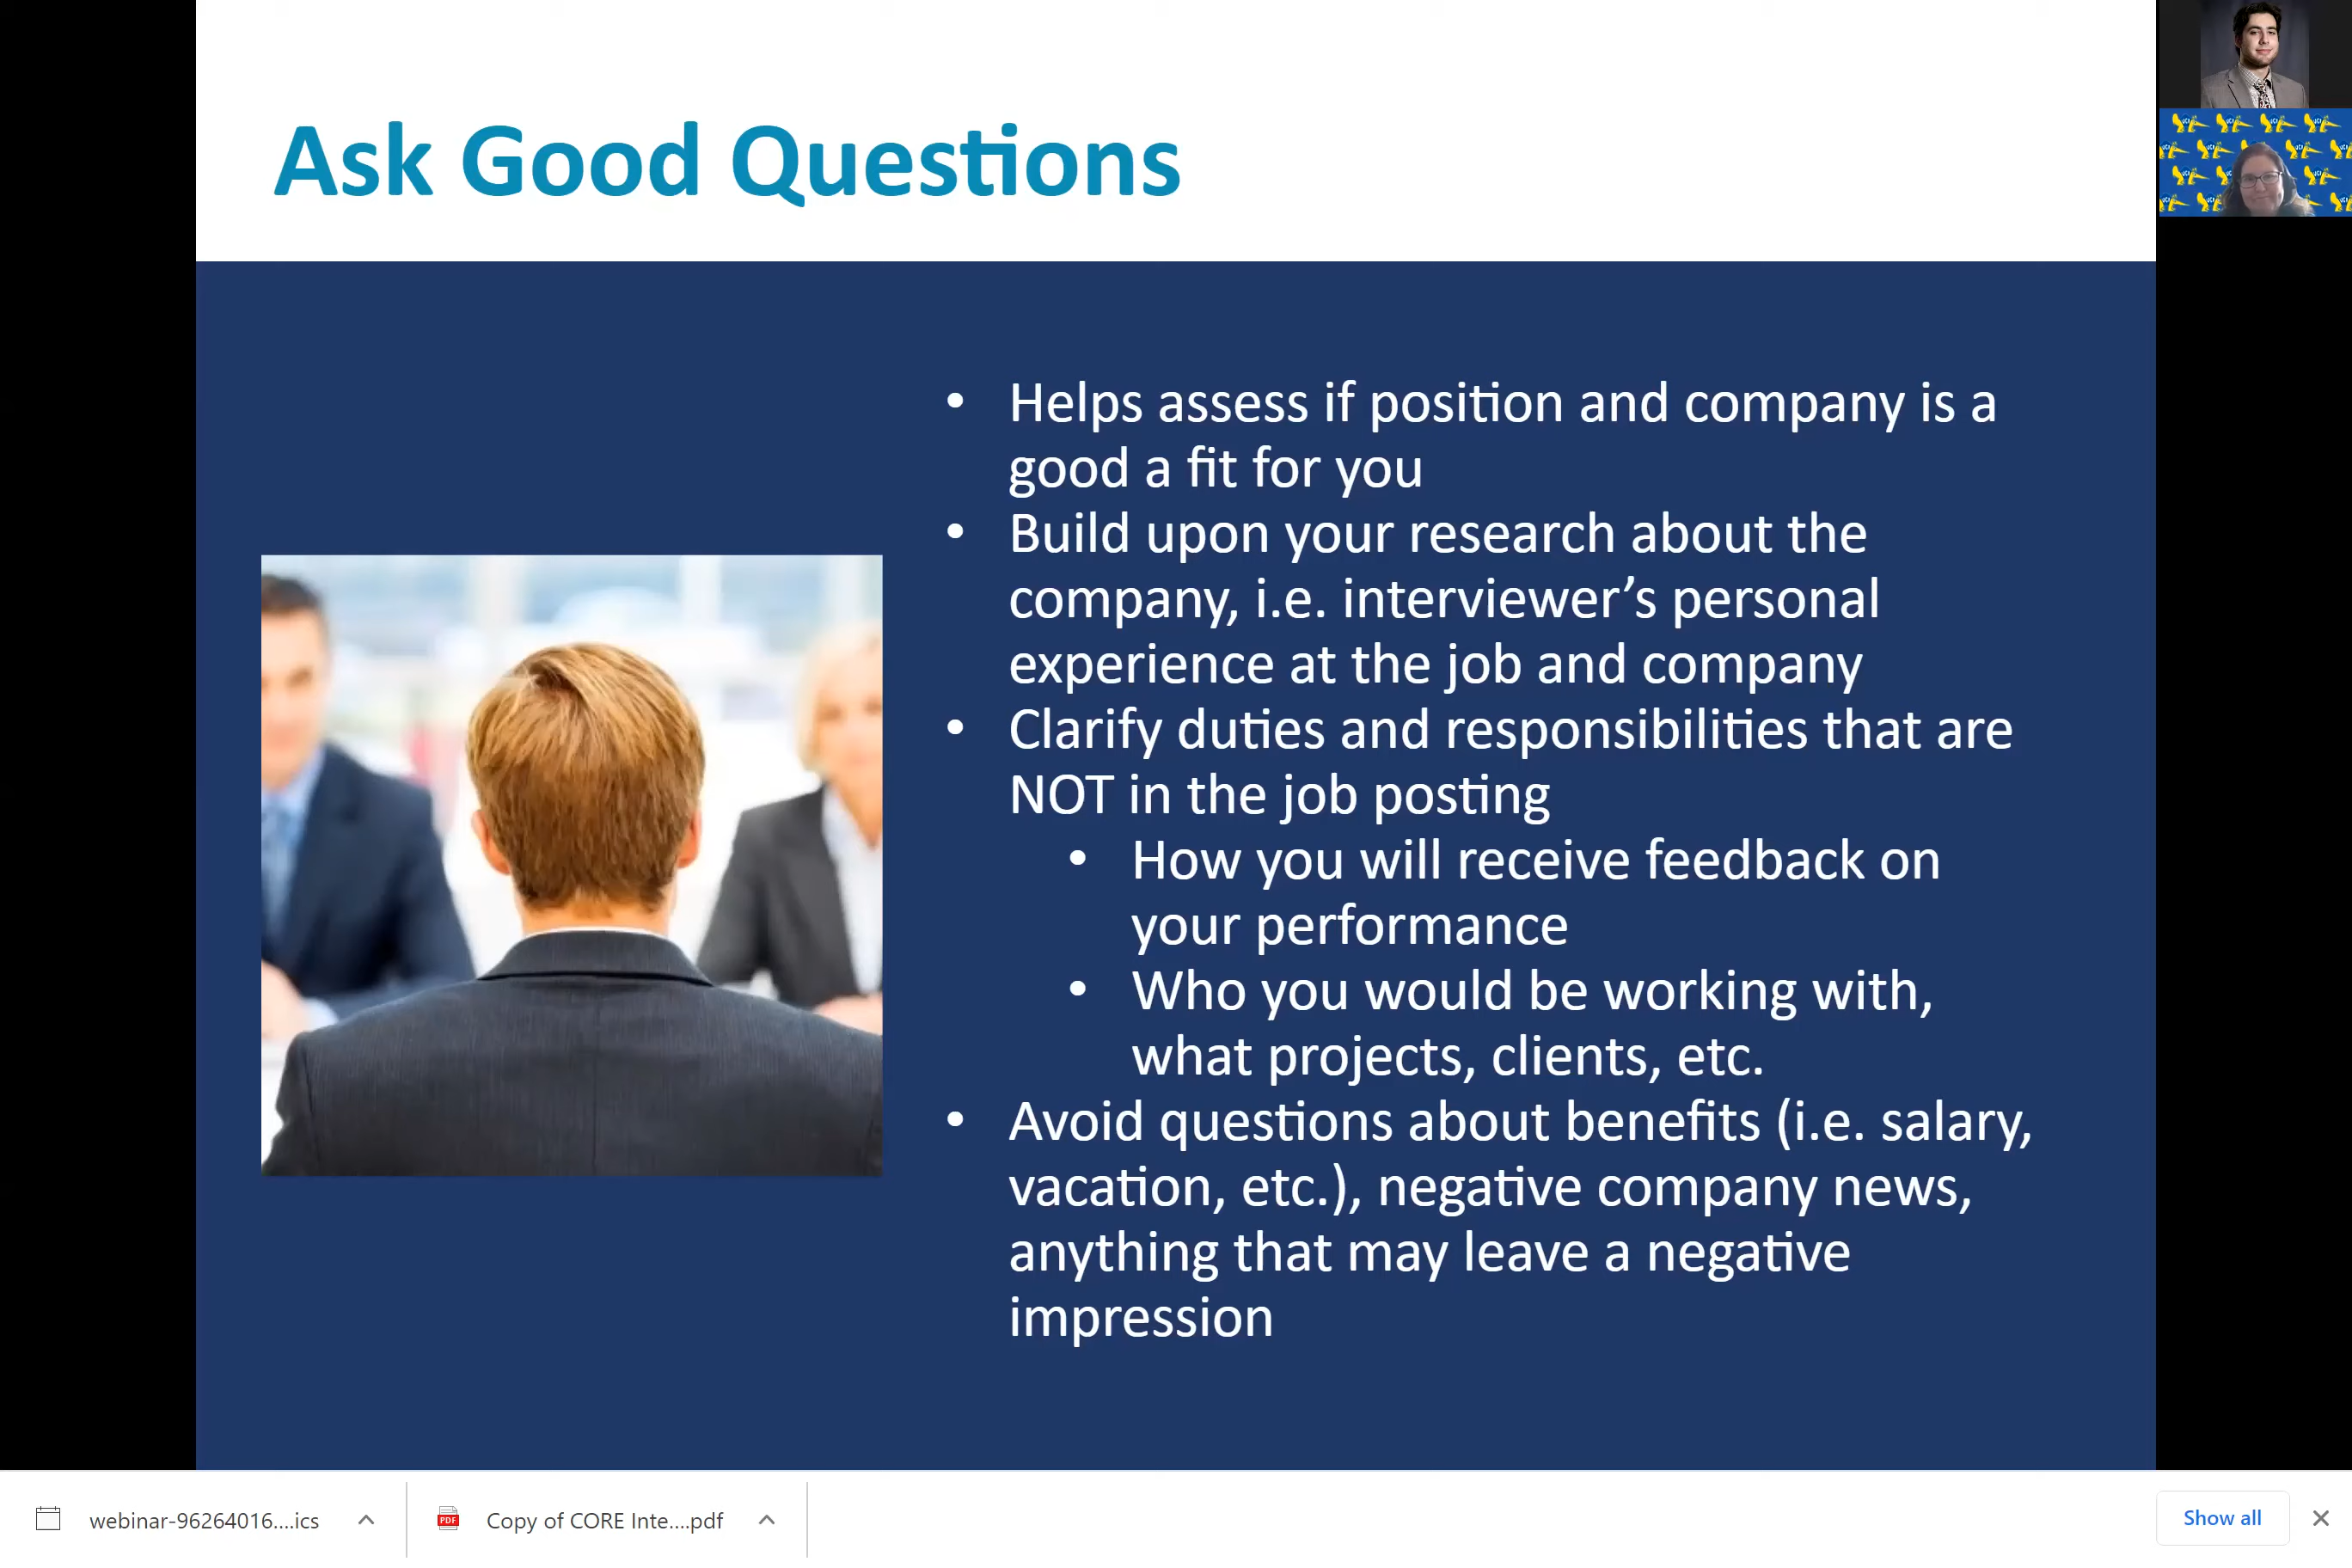 Ask Good Questions
• Helps assess if position and company is a
good a fit for you
• Build upon your research about the
company, i.e. interviewer’s personal
experience at the job and company
• Clarify duties and responsibilities that are
NOT in the job posting
• How you will receive feedback on
your performance
• Who you would be working with,
what projects, clients, etc.
• Avoid questions about benefits (i.e. salary,
vacation, etc.), negative company news,
anything that may leave a negative
impression
webinar-96264016....ics
PDF
Copy of CORE Inte....pdf
Show all